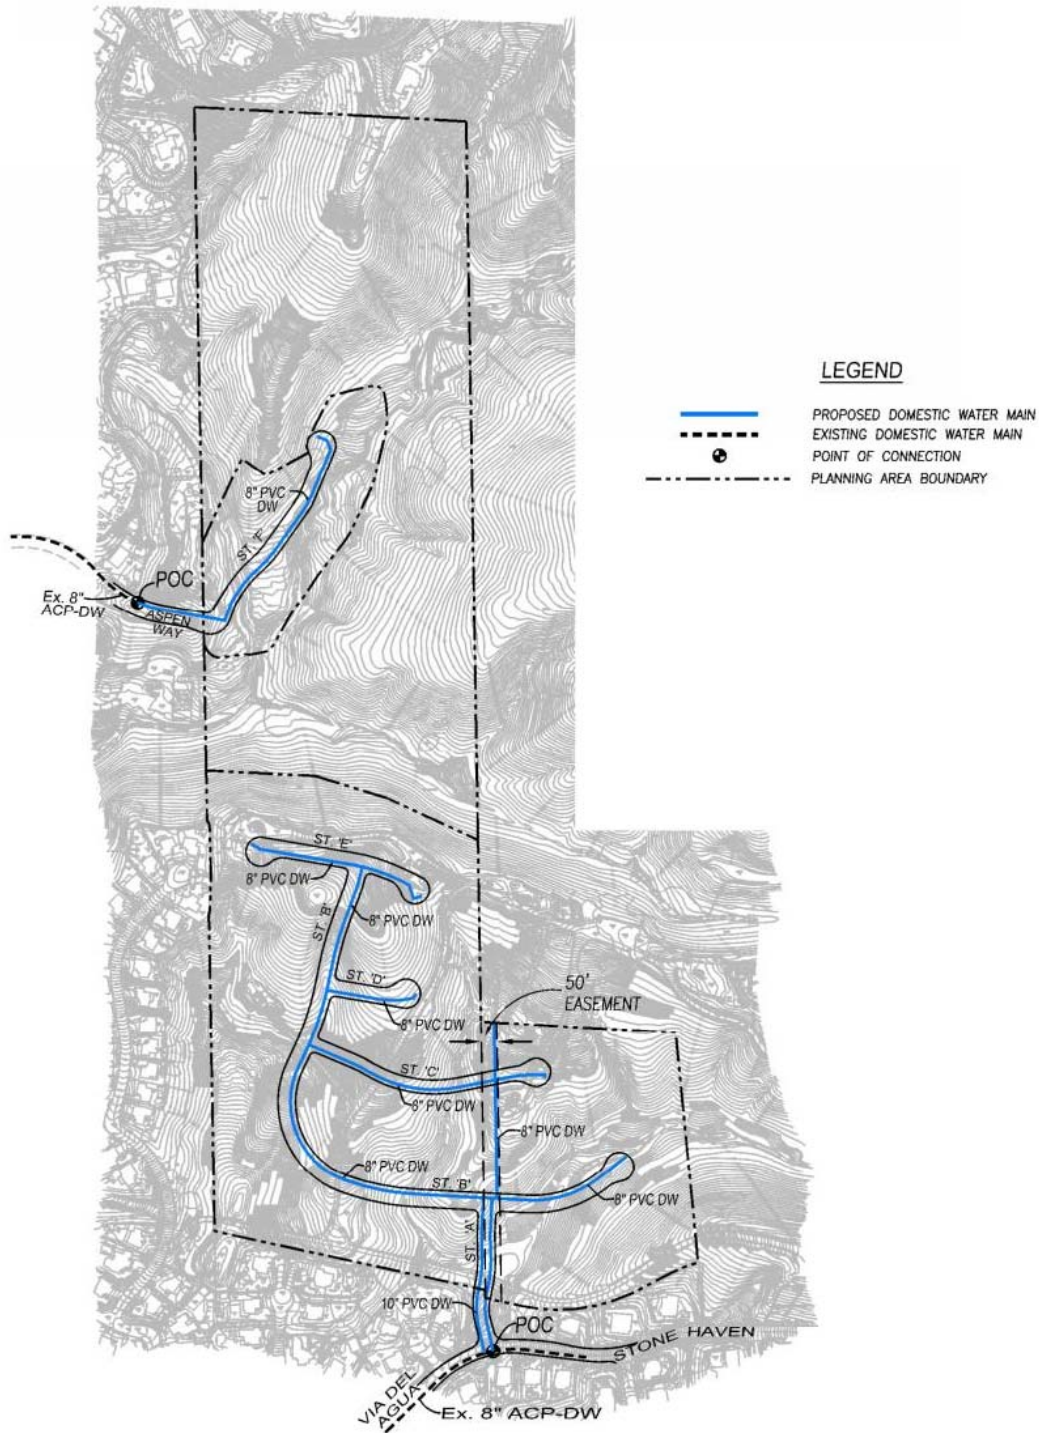 LEGEND
PROPOSED DOMESTIC WATER MAIN
EXISTING DOMESTIC WATER MAIN
POINT OF CONNECTION
PLANNING AREA BOUNDARY
8" PVC
DW
ST. 'F'
POC
Ex. 8"
ACP-DW
ASPEN
WAY
ST. 'E'
8" PVC DW
ST. 'B'
8" PVC DW
ST. 'D'
8" PVC DW
50'
EASEMENT
ST. 'C'
8" PVC DW
8" PVC DW
8" PVC DW
ST. 'B'
8" PVC DW
ST. 'A'
10" PVC DW
POC
STONE HAVEN
VIA DEL
AGUA
Ex. 8" ACP-DW